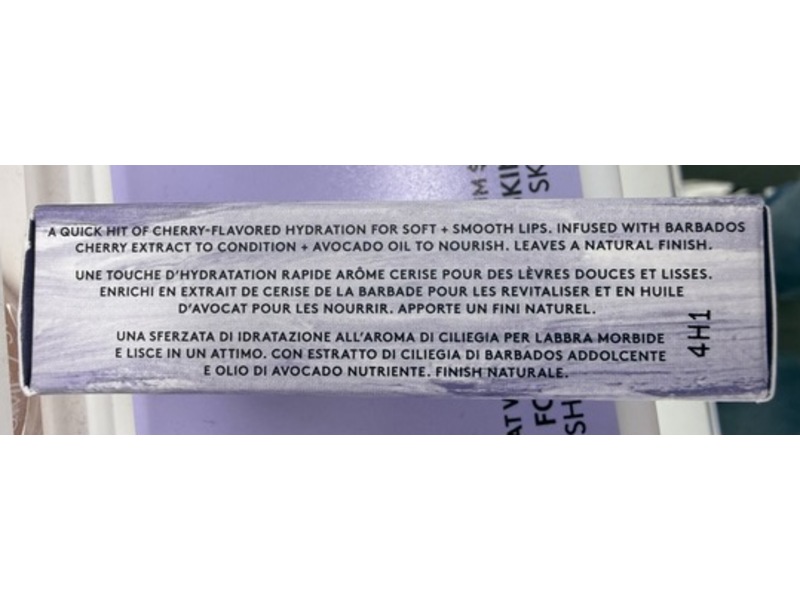 A QUICK HIT OF CHERRY-FLAVORED HYDRATION FOR SOFT + SMOOTH LIPS. INFUSED WITH BARBADOS
CHERRY EXTRACT TO CONDITION + AVOCADO OIL TO NOURISH. LEAVES A NATURAL FINISH.
UNE TOUCHE D'HYDRATATION RAPIDE ARÔME CERISE POUR DES LÈVRES DOUCES ET LISSES.
ENRICHI EN EXTRAIT DE CERISE DE LA BARBADE POUR LES REVITALISER ET EN HUILE
D'AVOCAT POUR LES NOURRIR. APPORTE UN FINI NATUREL.
UNA SFERZATA DI IDRATAZIONE ALL'AROMA DI CILIEGIA PER LABBRA MORBIDE
E LISCE IN UN ATTIMO. CON ESTRATTO DI CILIEGIA DI BARBADOS ADDOLCENTE
E OLIO DI AVOCADO NUTRIENTE. FINISH NATURALE.
4H1